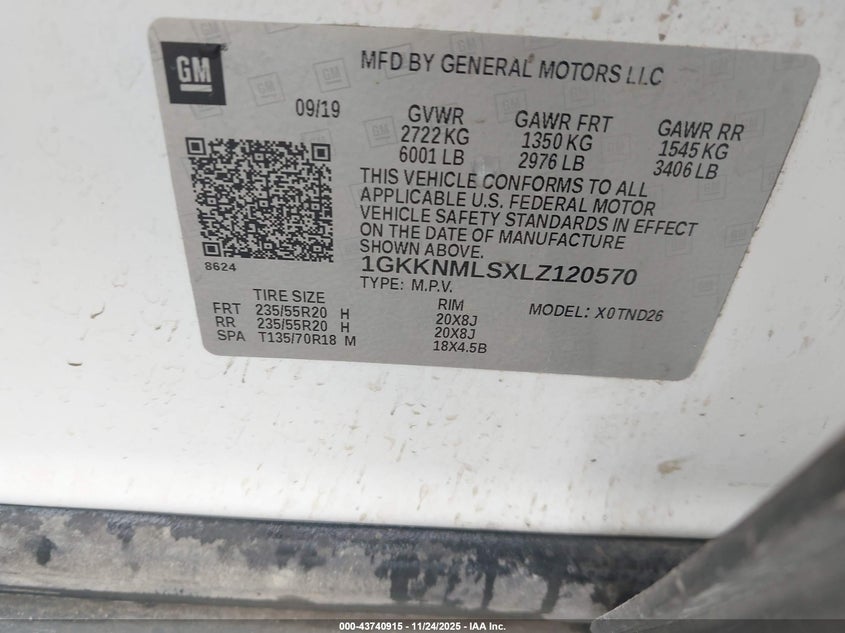 GM
MFD BY GENERAL MOTORS LLC
09/19
GVWR GAWR FRT GAWR RR
2722 KG 1350 KG 1545 KG
6001 LB 2976 LB 3406 LB
THIS VEHICLE CONFORMS TO ALL
APPLICABLE U.S. FEDERAL MOTOR
VEHICLE SAFETY STANDARDS IN EFFECT
ON THE DATE OF MANUFACTURE
SHOWN ABOVE.
8624
1GKKNMLSXLZ120570
TYPE: M.P.V.
TIRE SIZE RIM MODEL: X0TND26
FRT 235/55R20 H 20X8J
RR 235/55R20 H 20X8J
SPA T135/70R18 M 18X4.5B
000-43740915 - 11/24/2025 - IAA Inc.